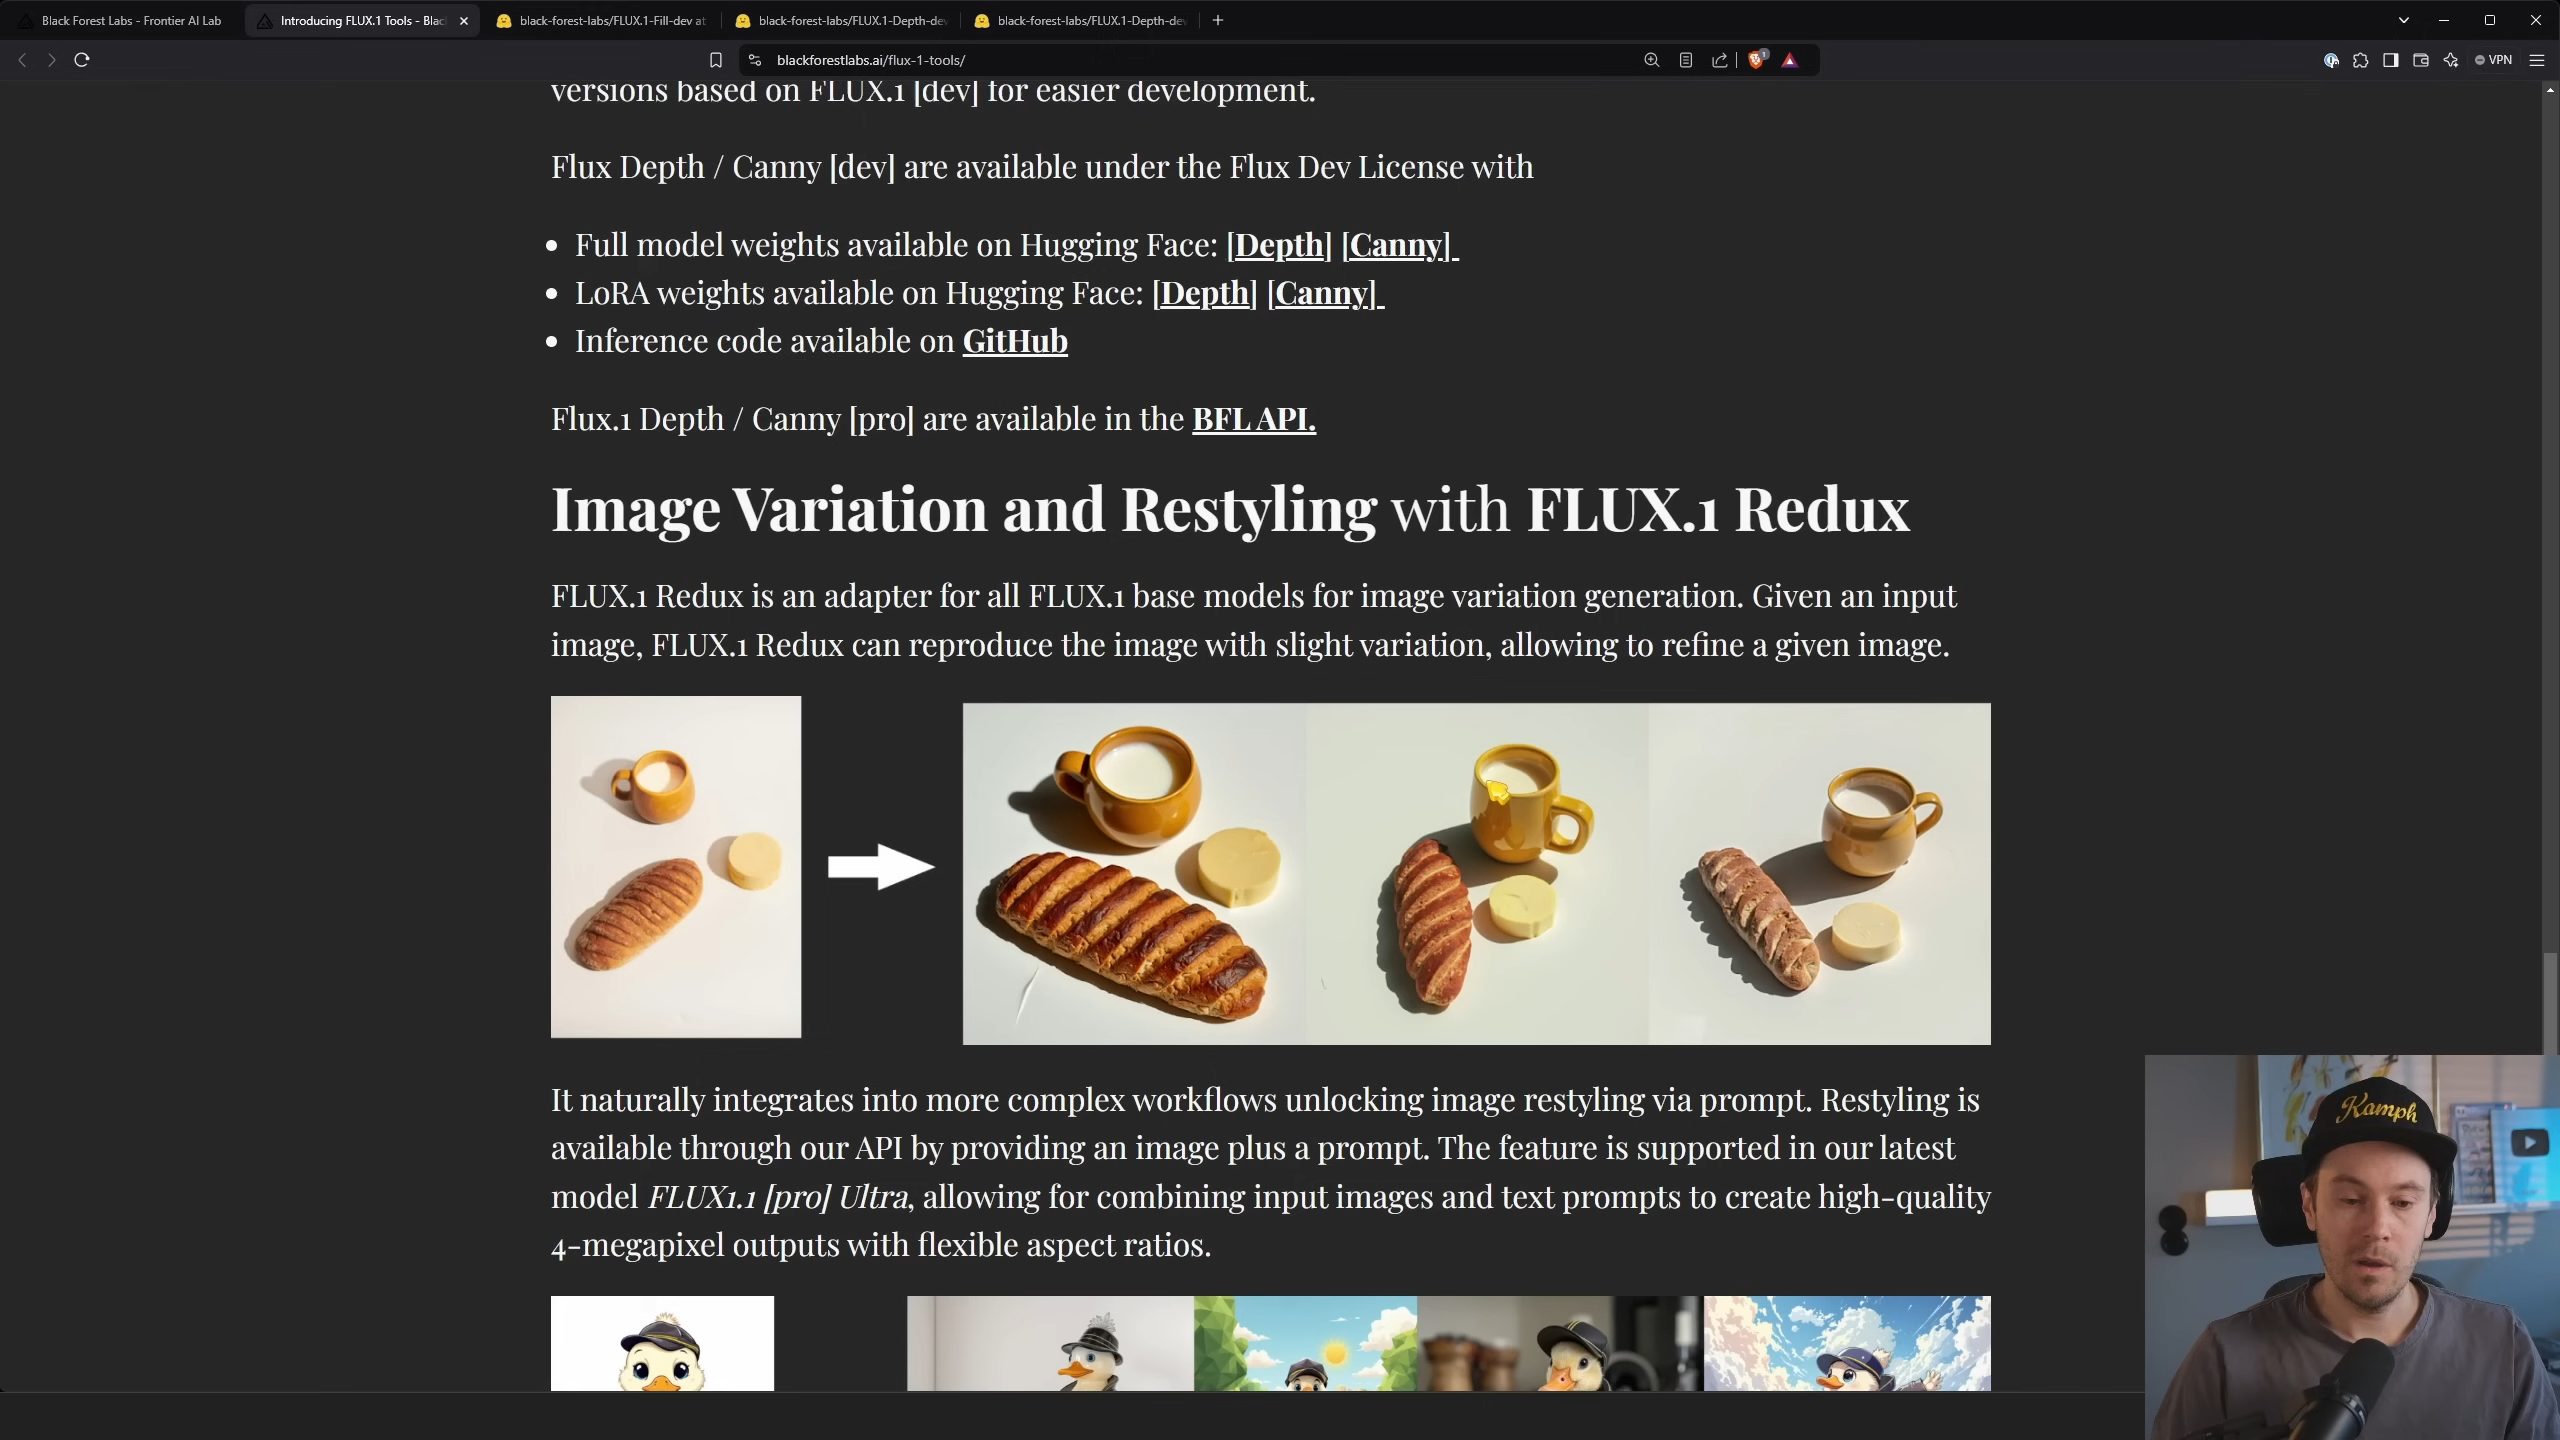 Black Forest Labs - Frontier AI Lab
Introducing FLUX.1 Tools - Blac
black-forest-labs/FLUX.1-Fill-dev at
black-forest-labs/FLUX.1-Depth-dev
black-forest-labs/FLUX.1-Depth-dev
blackforestlabs.ai/flux-1-tools/
1
VPN
versions based on FLUX.1 [dev] for easier development.
Flux Depth / Canny [dev] are available under the Flux Dev License with
• Full model weights available on Hugging Face: [Depth] [Canny]
• LoRA weights available on Hugging Face: [Depth] [Canny]
• Inference code available on GitHub
Flux.1 Depth / Canny [pro] are available in the BFL API.
Image Variation and Restyling with FLUX.1 Redux
FLUX.1 Redux is an adapter for all FLUX.1 base models for image variation generation. Given an input
image, FLUX.1 Redux can reproduce the image with slight variation, allowing to refine a given image.
It naturally integrates into more complex workflows unlocking image restyling via prompt. Restyling is
available through our API by providing an image plus a prompt. The feature is supported in our latest
model FLUX1.1 [pro] Ultra, allowing for combining input images and text prompts to create high-quality
4-megapixel outputs with flexible aspect ratios.
Kamph